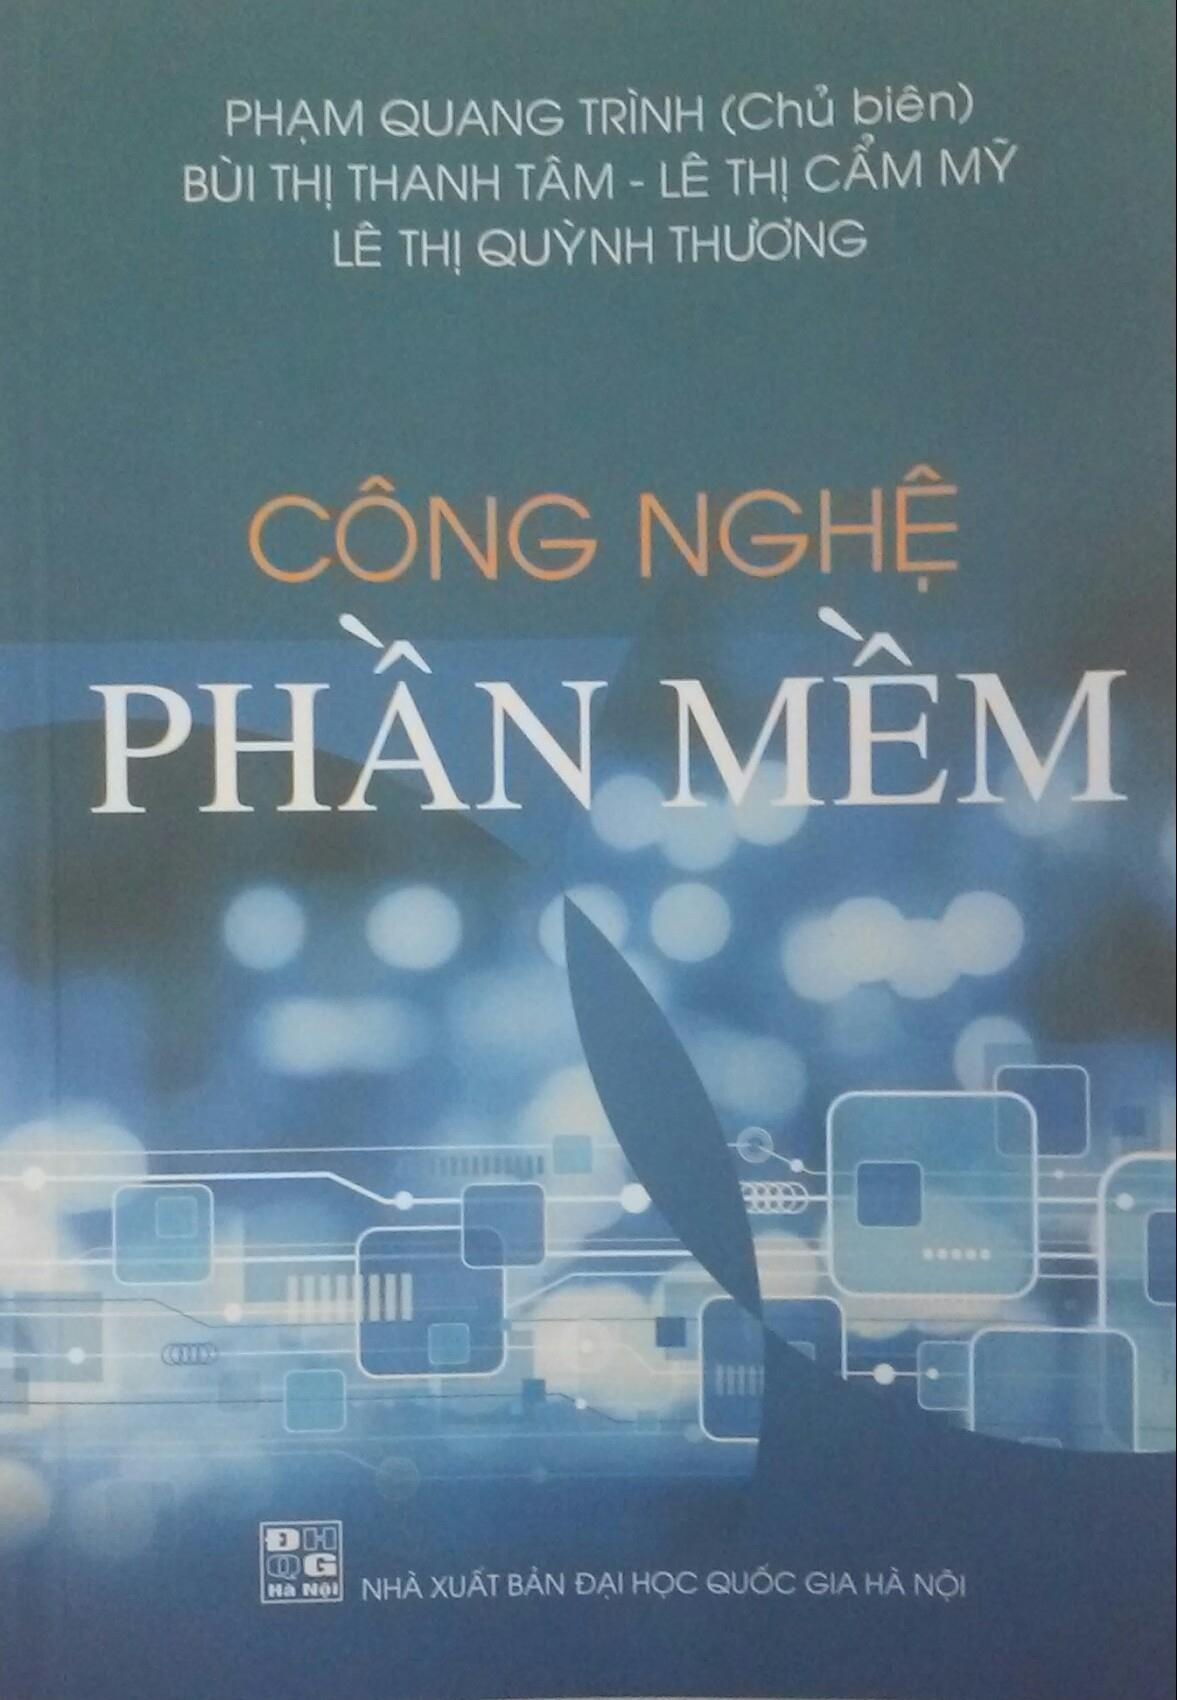 PHẠM QUANG TRÌNH (Chủ biên)
BÙI THỊ THANH TÂM - LÊ THỊ CẨM MỸ
LÊ THỊ QUỲNH THƯƠNG
CÔNG NGHỆ
PHẦN MỀM
ĐH
QG
Hà Nội
NHÀ XUẤT BẢN ĐẠI HỌC QUỐC GIA HÀ NỘI